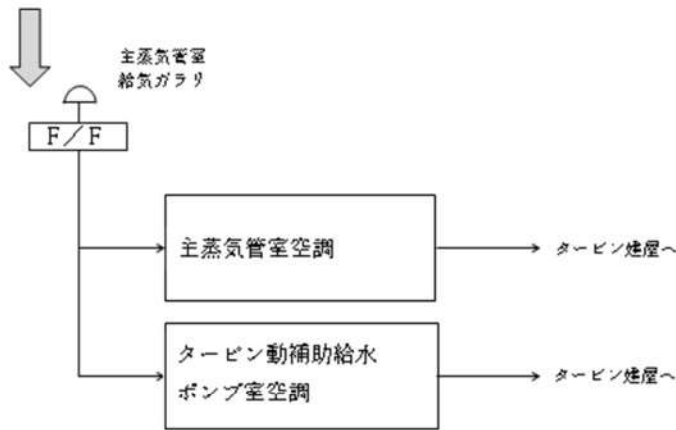 主蒸気管室
給気ガラリ
F/F
主蒸気管室空調
タービン建屋へ
タービン動補助給水
ポンプ室空調
タービン建屋へ